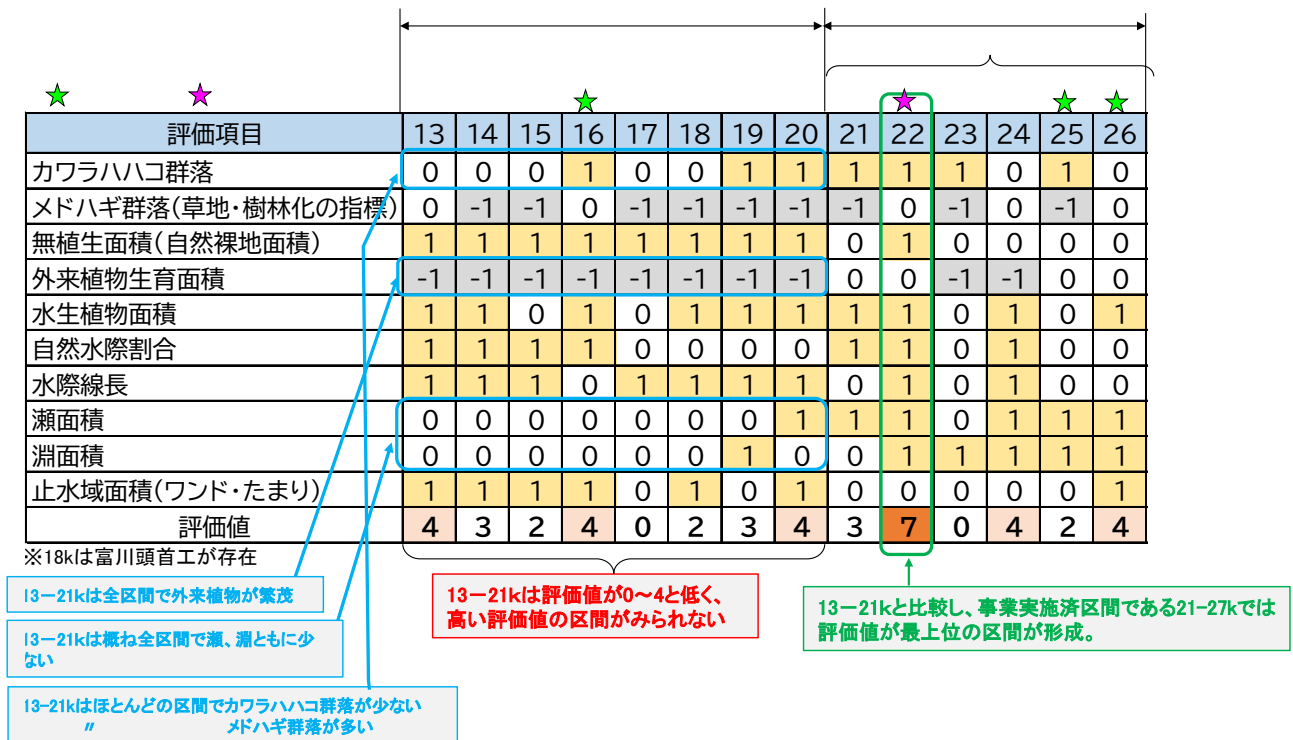 評価項目 13 14 15 16 17 18 19 20 21 22 23 24 25 26
カワラハハコ群落 0 0 0 1 0 0 1 1 1 1 1 0 1 0
メドハギ群落(草地・樹林化の指標) 0 -1 -1 0 -1 -1 -1 -1 -1 0 -1 0 -1 0
無植生面積(自然裸地面積) 1 1 1 1 1 1 1 1 0 1 0 0 0 0
外来植物生育面積 -1 -1 -1 -1 -1 -1 -1 -1 0 0 -1 -1 0 0
水生植物面積 1 1 0 1 0 1 1 1 1 1 0 1 0 1
自然水際割合 1 1 1 1 0 0 0 0 1 1 0 1 0 0
水際線長 1 1 1 0 1 1 1 1 0 1 0 1 0 0
瀬面積 0 0 0 0 0 0 0 1 1 1 0 1 1 1
淵面積 0 0 0 0 0 0 1 0 0 1 1 1 1 1
止水域面積(ワンド・たまり) 1 1 1 1 0 1 0 1 0 0 0 0 0 1
評価値 4 3 2 4 0 2 3 4 3 7 0 4 2 4
※18kは富川頭首工が存在
13-21kは全区間で外来植物が繁茂
13-21kは概ね全区間で瀬、淵ともに少
ない
13-21kはほとんどの区間でカワラハハコ群落が少ない
〃 メドハギ群落が多い
13-21kは評価値が0~4と低く、
高い評価値の区間がみられない
13-21kと比較し、事業実施済区間である21-27kでは
評価値が最上位の区間が形成。